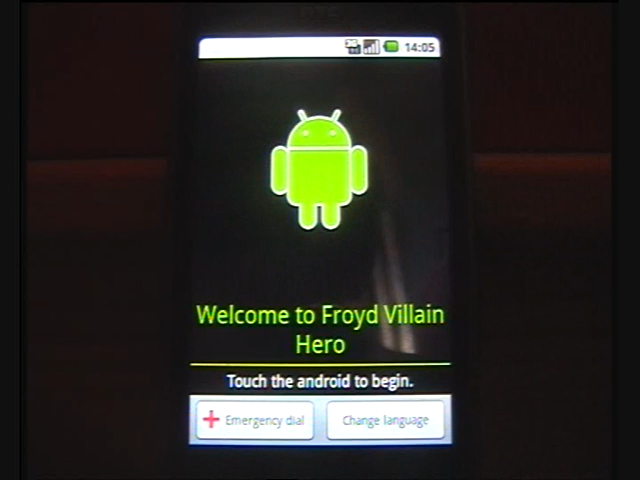 14:05
Welcome to Froyd Villain
Hero
Touch the android to begin.
Emergency dial
Change language